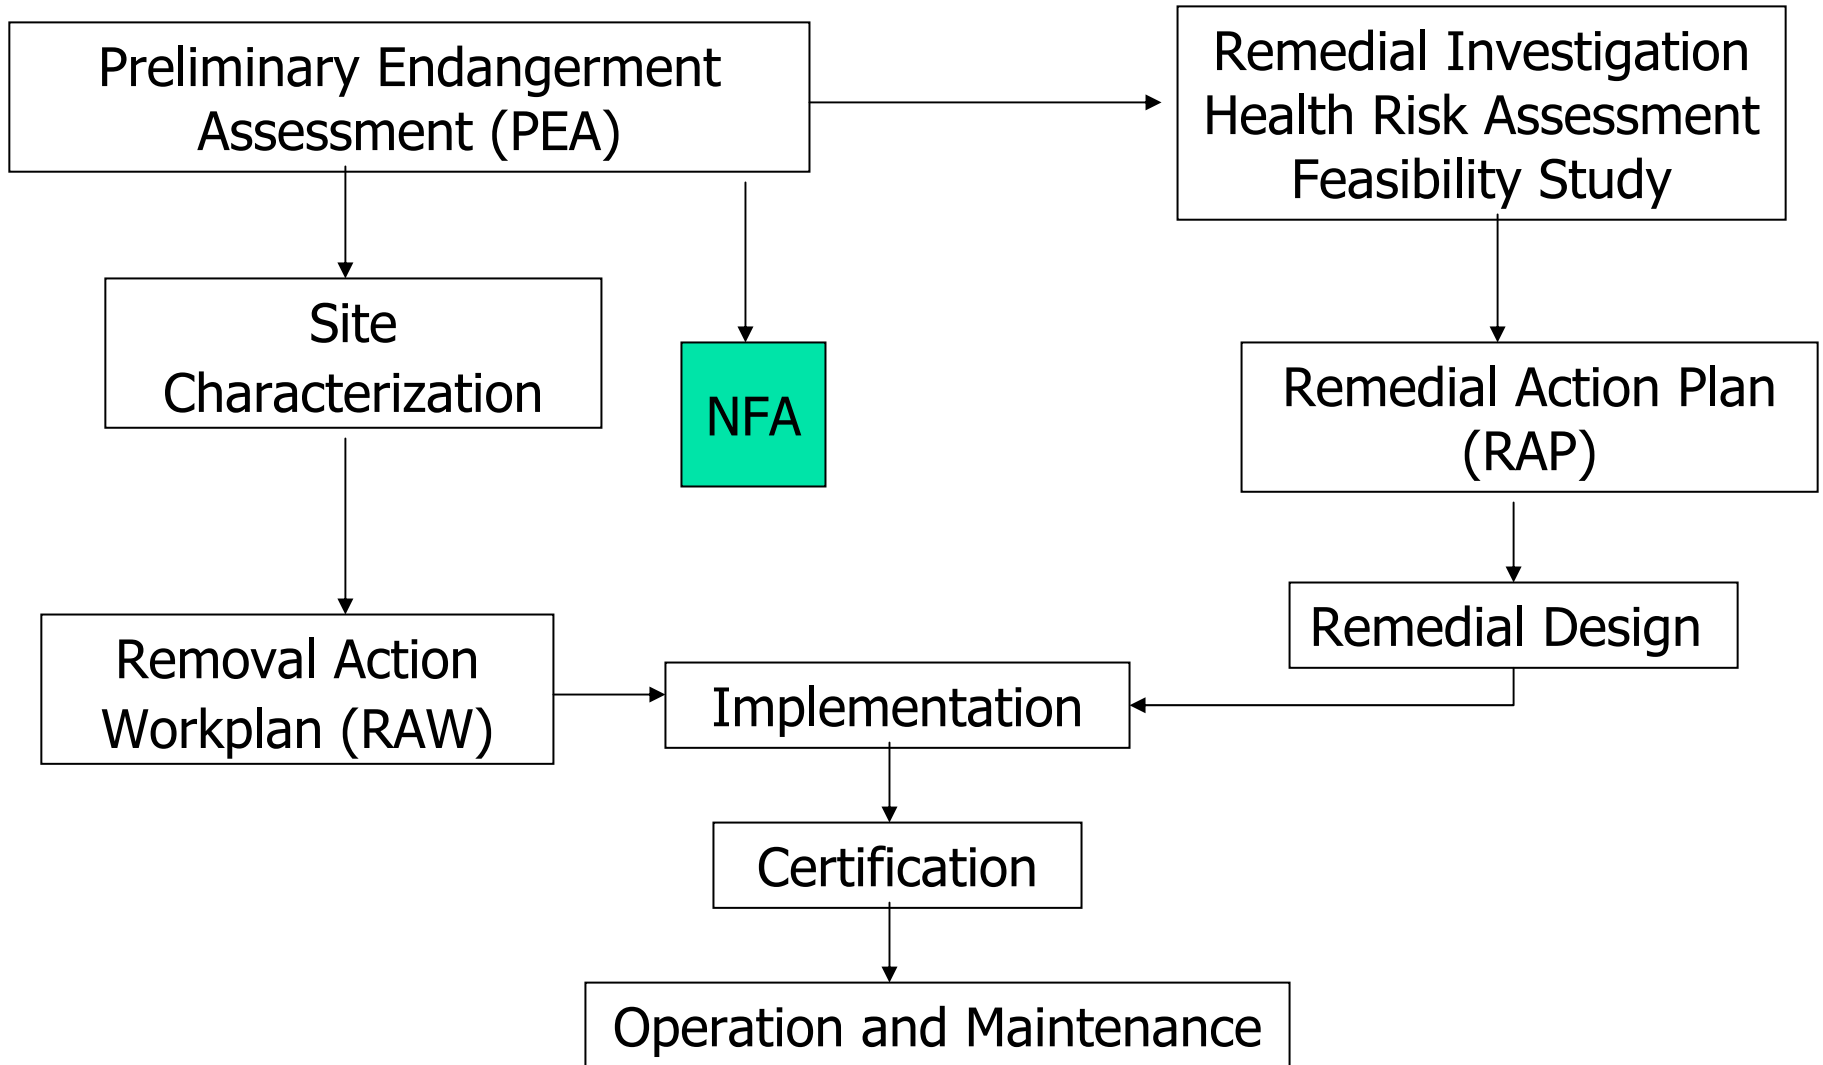 Preliminary Endangerment
Assessment (PEA)
Remedial Investigation
Health Risk Assessment
Feasibility Study
Site
Characterization
NFA
Remedial Action Plan
(RAP)
Removal Action
Workplan (RAW)
Remedial Design
Implementation
Certification
Operation and Maintenance